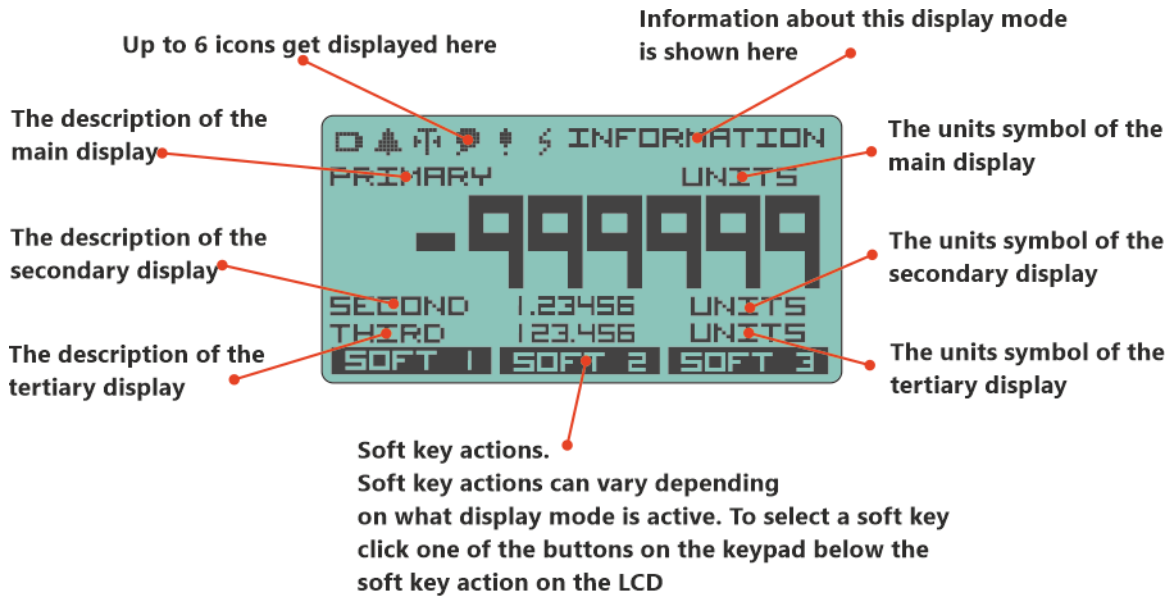 Information about this display mode
is shown here
Up to 6 icons get displayed here
The description of the
main display
The units symbol of the
main display
INFORMATION
PRIMARY UNITS
-999999
SECOND 1.23456 UNITS
THIRD 123.456 UNITS
SOFT 1 SOFT 2 SOFT 3
The description of the
secondary display
The units symbol of the
secondary display
The description of the
tertiary display
The units symbol of the
tertiary display
Soft key actions.
Soft key actions can vary depending
on what display mode is active. To select a soft key
click one of the buttons on the keypad below the
soft key action on the LCD